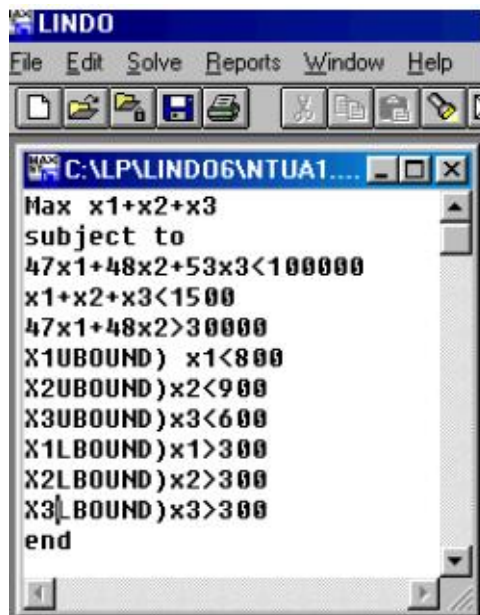 LINDO
File Edit Solve Reports Window Help
C:\LP\LINDO6\NTUA1....
Max x1+x2+x3
subject to
47x1+48x2+53x3<100000
x1+x2+x3<1500
47x1+48x2>30000
X1UBOUND) x1<800
X2UBOUND)x2<900
X3UBOUND)x3<600
X1LBOUND)x1>300
X2LBOUND)x2>300
X3LBOUND)x3>300
end